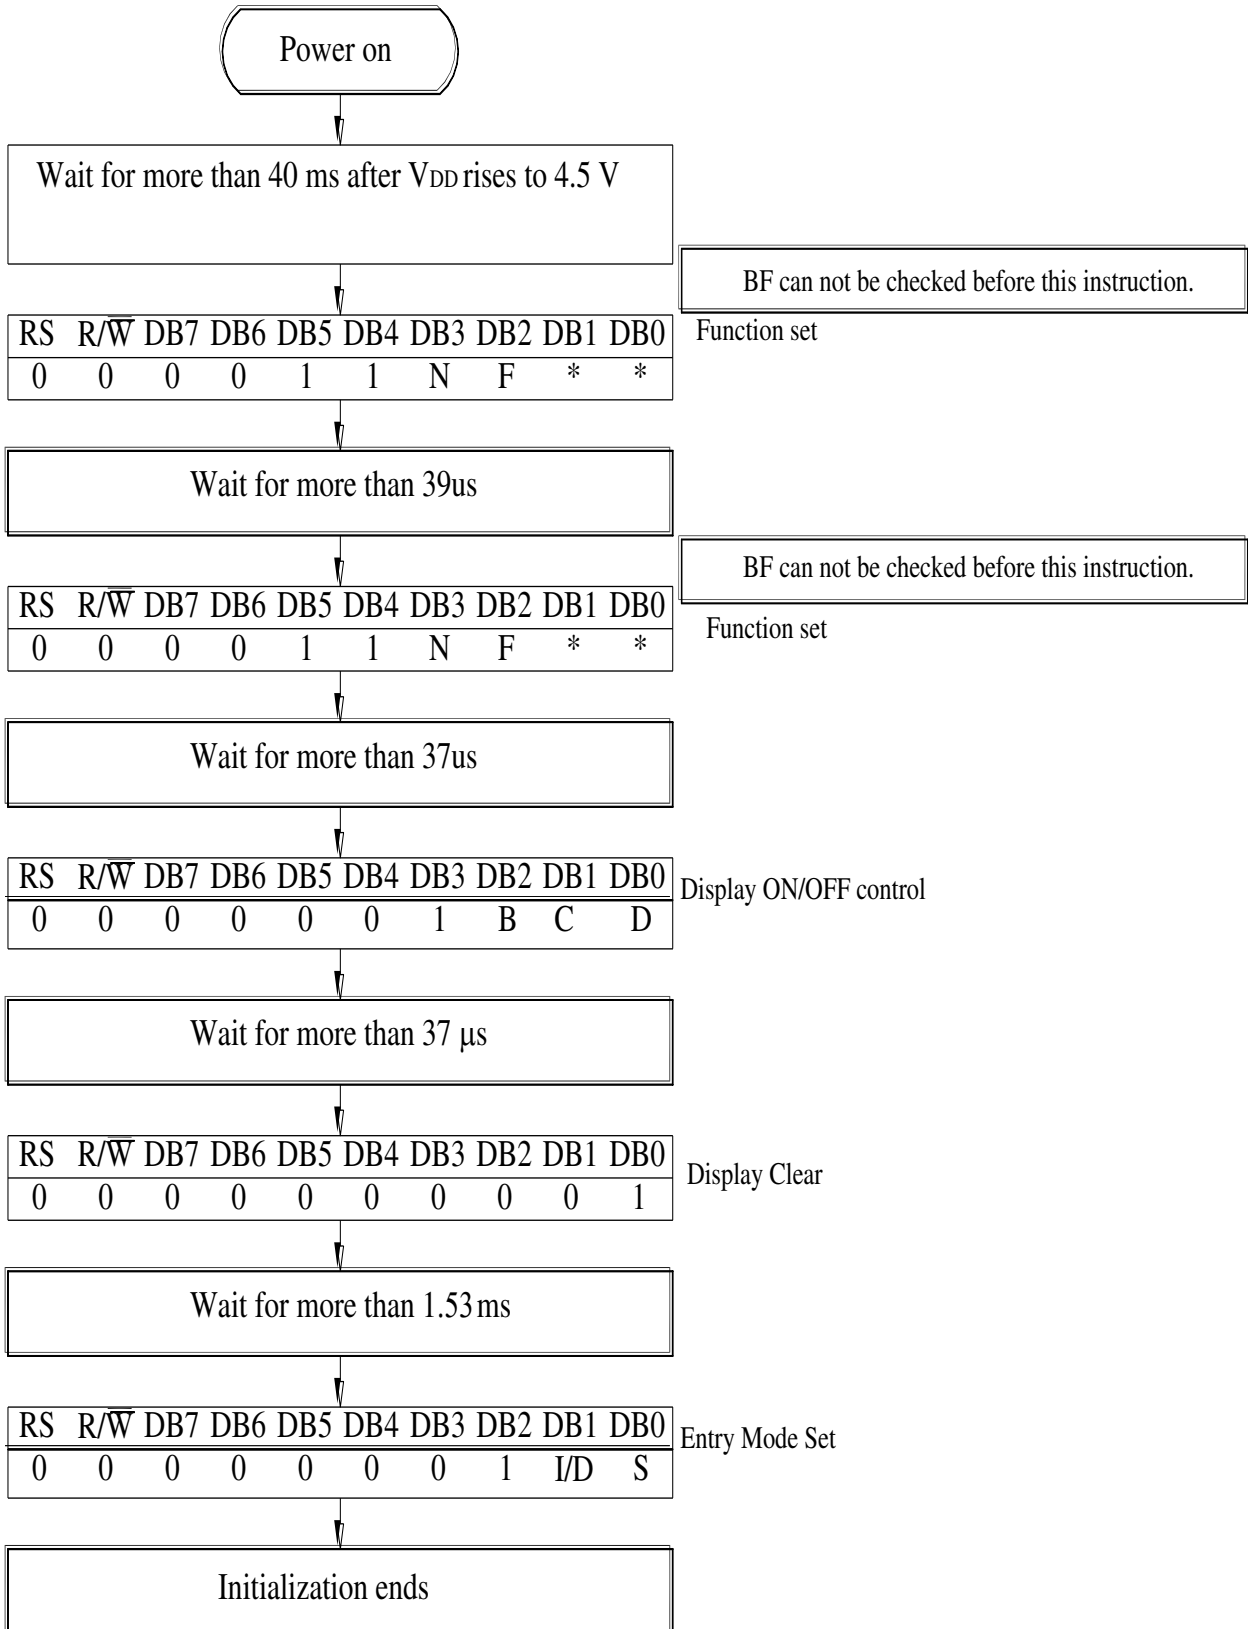 Power on
Wait for more than 40 ms after VDD rises to 4.5 V
BF can not be checked before this instruction.
RS R/W̅ DB7 DB6 DB5 DB4 DB3 DB2 DB1 DB0
Function set
0 0 0 0 1 1 N F * *
Wait for more than 39us
BF can not be checked before this instruction.
RS R/W̅ DB7 DB6 DB5 DB4 DB3 DB2 DB1 DB0
Function set
0 0 0 0 1 1 N F * *
Wait for more than 37us
RS R/W̅ DB7 DB6 DB5 DB4 DB3 DB2 DB1 DB0
Display ON/OFF control
0 0 0 0 0 0 1 B C D
Wait for more than 37 μs
RS R/W̅ DB7 DB6 DB5 DB4 DB3 DB2 DB1 DB0
Display Clear
0 0 0 0 0 0 0 0 0 1
Wait for more than 1.53 ms
RS R/W̅ DB7 DB6 DB5 DB4 DB3 DB2 DB1 DB0
Entry Mode Set
0 0 0 0 0 0 0 1 I/D S
Initialization ends